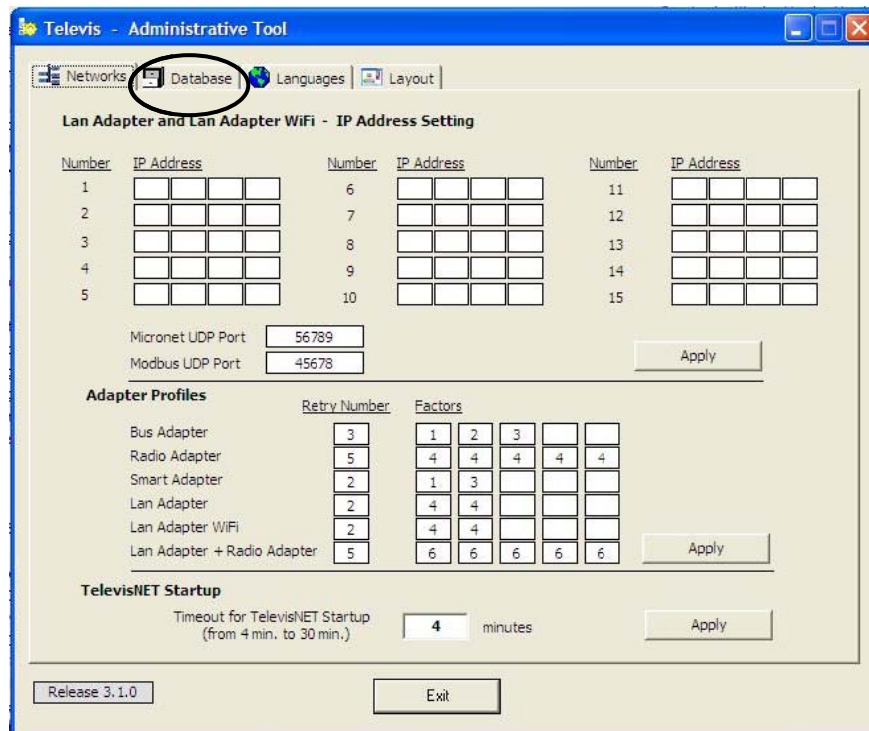 Televis - Administrative Tool
Networks Database Languages Layout
Lan Adapter and Lan Adapter WiFi - IP Address Setting
Number IP Address Number IP Address Number IP Address
1 6 11
2 7 12
3 8 13
4 9 14
5 10 15
Micronet UDP Port 56789
Modbus UDP Port 45678
Apply
Adapter Profiles
Retry Number Factors
Bus Adapter 3 1 2 3
Radio Adapter 5 4 4 4 4 4
Smart Adapter 2 1 3
Lan Adapter 2 4 4
Lan Adapter WiFi 2 4 4
Lan Adapter + Radio Adapter 5 6 6 6 6 6
Apply
TelevisNET Startup
Timeout for TelevisNET Startup
(from 4 min. to 30 min.) 4 minutes Apply
Release 3.1.0 Exit